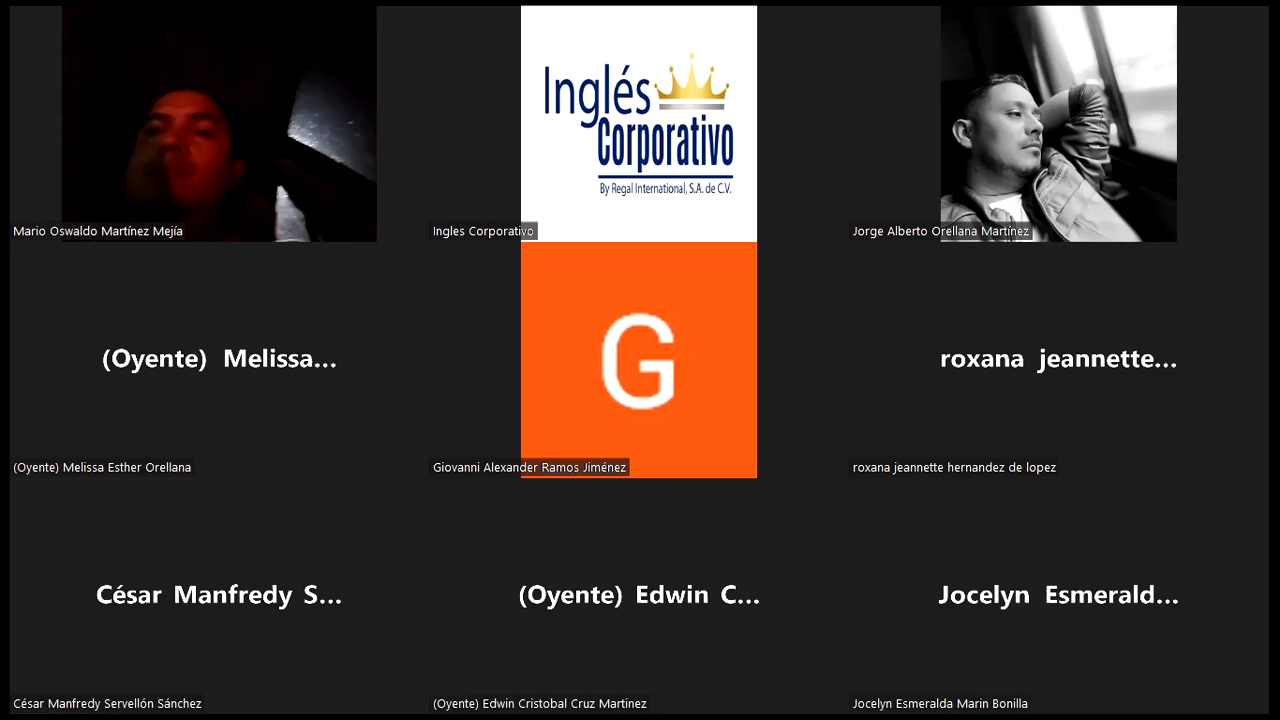 Inglés
Corporativo
By Regal International, S.A. de C.V.
Mario Oswaldo Martínez Mejía
Ingles Corporativo
Jorge Alberto Orellana Martínez
(Oyente) Melissa...
G
roxana jeannette...
(Oyente) Melissa Esther Orellana
Giovanni Alexander Ramos Jiménez
roxana jeannette hernandez de lopez
César Manfredy S...
(Oyente) Edwin C...
Jocelyn Esmerald...
César Manfredy Servellón Sánchez
(Oyente) Edwin Cristobal Cruz Martinez
Jocelyn Esmeralda Marin Bonilla